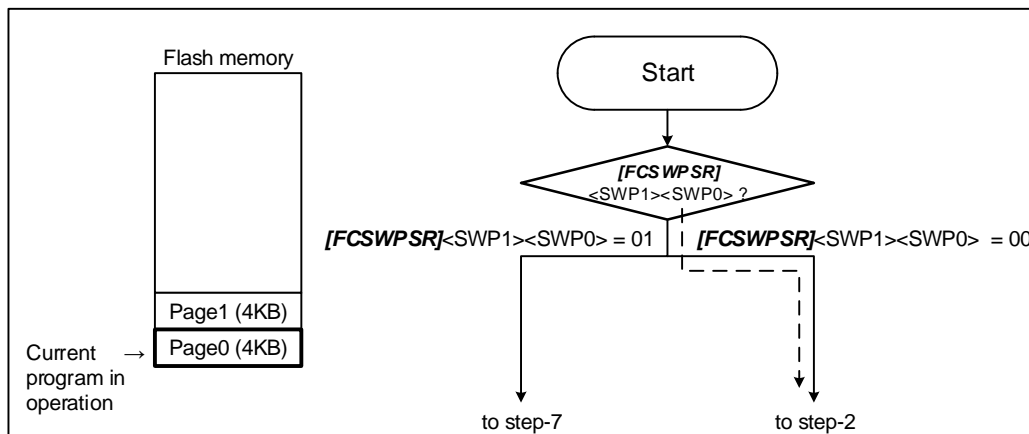 Flash memory
Page1 (4KB)
Page0 (4KB)
Current →
program in
operation
Start
[FCSWPSR]
<SWP1><SWP0> ?
[FCSWPSR]<SWP1><SWP0> = 01
[FCSWPSR]<SWP1><SWP0> = 00
to step-7
to step-2